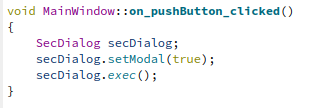 void MainWindow::on_pushButton_clicked()
{
    SecDialog secDialog;
    secDialog.setModal(true);
    secDialog.exec();
}